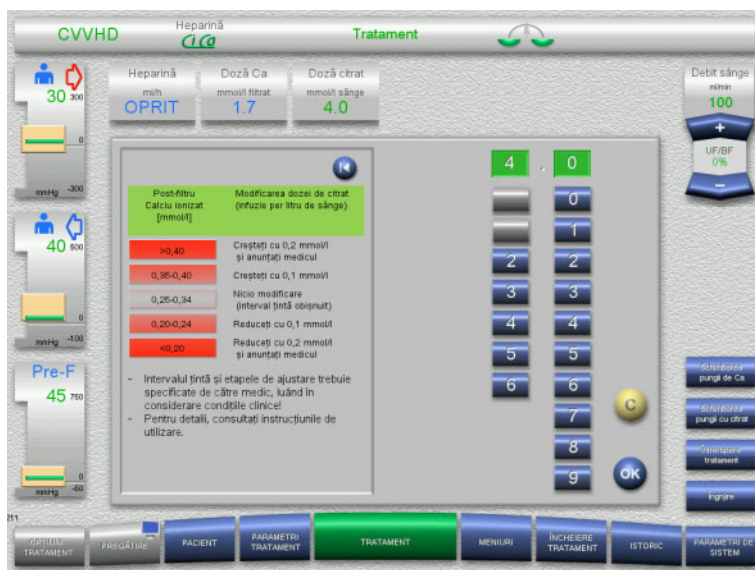 CVVHD
Heparină
CiCa
Tratament
30 300
0
mmHg -300
40 500
0
mmHg -100
Pre-F
45 750
0
mmHg -50
Heparină
ml/h
OPRIT
Doză Ca
mmol/l filtrat
1.7
Doză citrat
mmol/l sânge
4.0
Debit sânge
ml/min
100
+
UF/BF
0%
−
Post-filtru
Calciu ionizat
[mmol/l]
Modificarea dozei de citrat
(infuzie per litru de sânge)
>0,40
Creșteți cu 0,2 mmol/l
și anunțați medicul
0,35-0,40
Creșteți cu 0,1 mmol/l
0,25-0,34
Nicio modificare
(interval țintă obișnuit)
0,20-0,24
Reduceți cu 0,1 mmol/l
<0,20
Reduceți cu 0,2 mmol/l
și anunțați medicul
- Intervalul țintă și etapele de ajustare trebuie
specificate de către medic, luând în
considerare condițiile clinice!
- Pentru detalii, consultați instrucțiunile de
utilizare.
4 . 0
0
1
2 2
3 3
4 4
5 5
6 6
7
8
9
C
OK
Schimbarea
pungii de Ca
Schimbarea
pungii cu citrat
Întrerupere
tratament
Îngrijire
211
OPȚIUNI
TRATAMENT
PREGĂTIRE
PACIENT
PARAMETRI
TRATAMENT
TRATAMENT
MENIURI
ÎNCHEIERE
TRATAMENT
ISTORIC
PARAMETRI DE
SISTEM